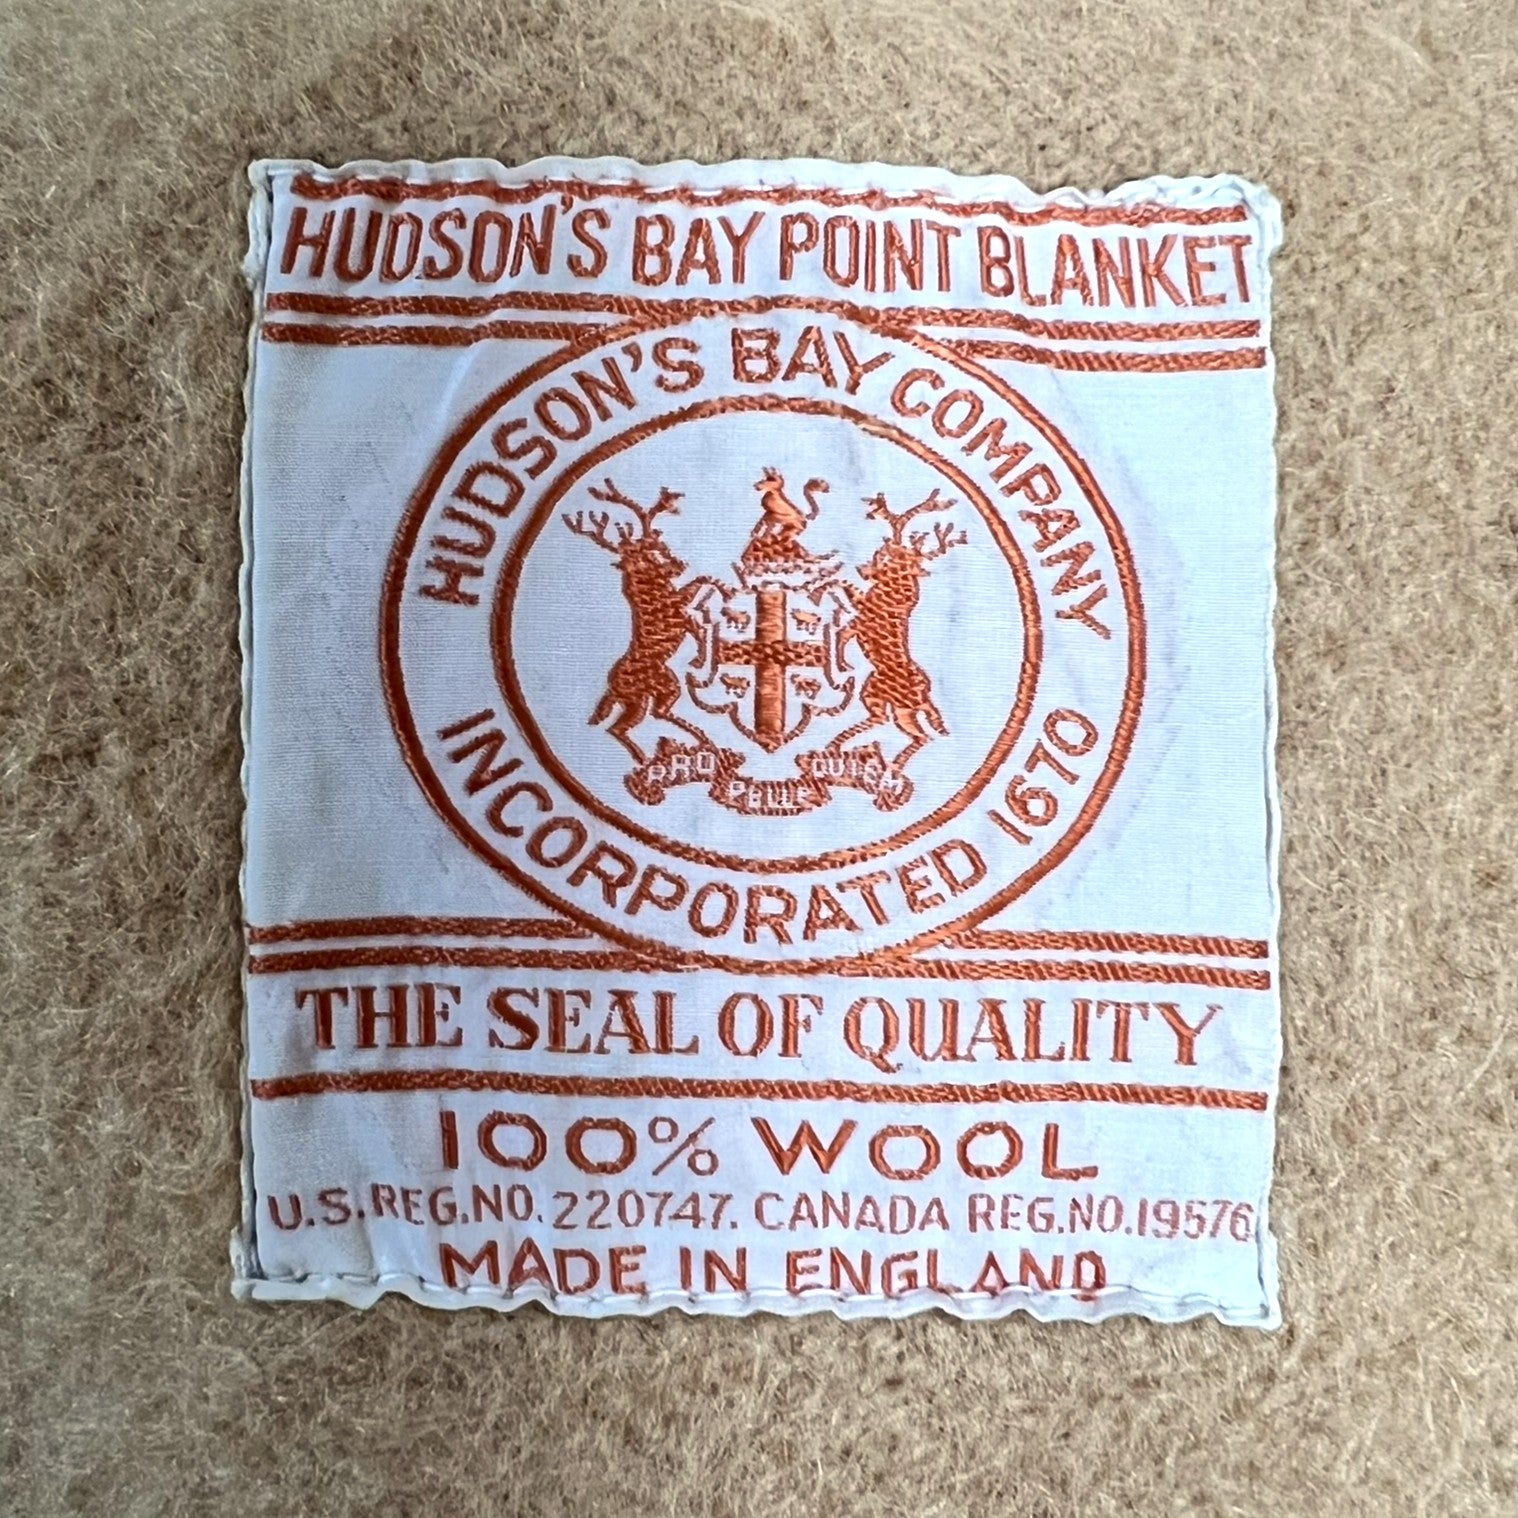 HUDSON'S BAY POINT BLANKET
HUDSON'S BAY COMPANY
PRO PELLE CUTEM
INCORPORATED 1670
THE SEAL OF QUALITY
100% WOOL
U.S.REG.NO.220747. CANADA REG.NO.19576
MADE IN ENGLAND